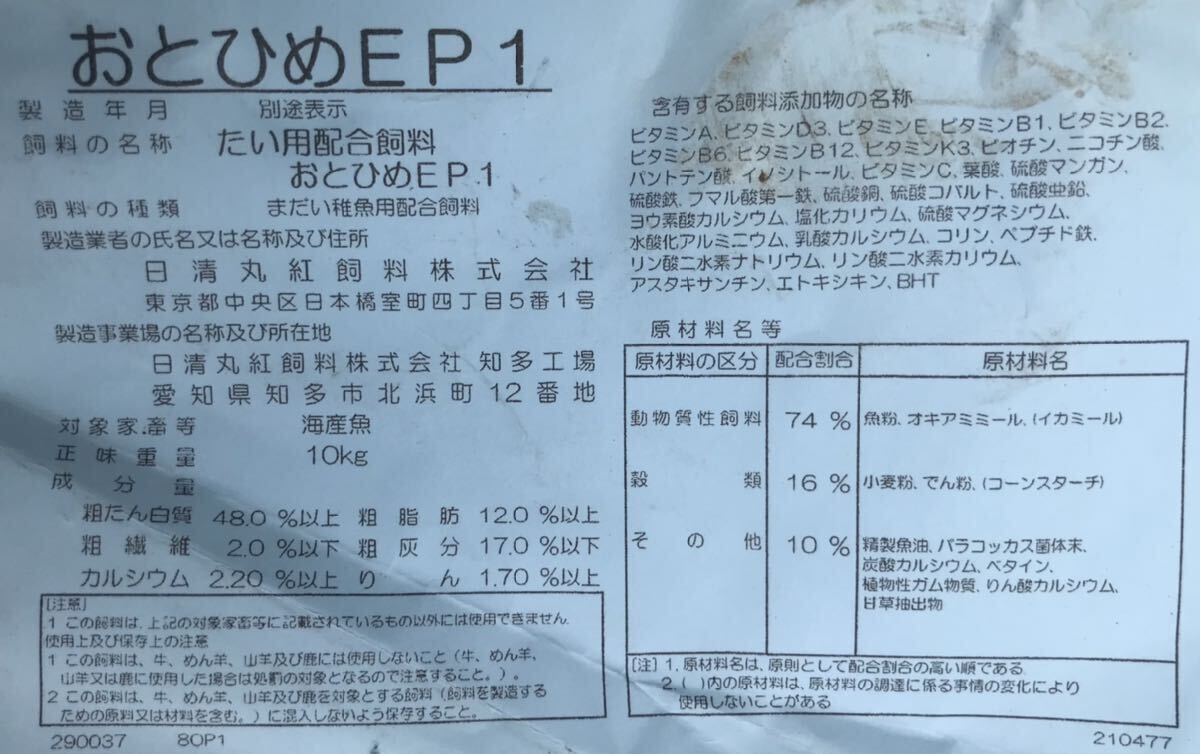 おとひめEP1
製造年月 別途表示
飼料の名称 たい用配合飼料
おとひめEP1
飼料の種類 まだい稚魚用配合飼料
製造業者の氏名又は名称及び住所
日清丸紅飼料株式会社
東京都中央区日本橋室町四丁目5番1号
製造事業場の名称及び所在地
日清丸紅飼料株式会社 知多工場
愛知県知多市北浜町12番地
対象家畜等 海産魚
正味重量 10kg
成分量
粗たん白質 48.0 %以上 粗脂肪 12.0 %以上
粗繊維 2.0 %以下 粗灰分 17.0 %以下
カルシウム 2.20 %以上 りん 1.70 %以上
[注意]
1 この飼料は、上記の対象家畜等に記載されているもの以外には使用できません.
使用上及び保存上の注意
1 この飼料は、牛、めん羊、山羊及び鹿には使用しないこと(牛、めん羊、
山羊又は鹿に使用した場合は処罰の対象となるので注意すること。)。
2 この飼料は、牛、めん羊、山羊及び鹿を対象とする飼料(飼料を製造する
ための原料又は材料を含む。)に混入しないよう保存すること。
290037 80P1
含有する飼料添加物の名称
ビタミンA、ビタミンD3、ビタミンE、ビタミンB1、ビタミンB2、
ビタミンB6、ビタミンB12、ビタミンK3、ビオチン、ニコチン酸、
パントテン酸、イノシトール、ビタミンC、葉酸、硫酸マンガン、
硫酸鉄、フマル酸第一鉄、硫酸銅、硫酸コバルト、硫酸亜鉛、
ヨウ素酸カルシウム、塩化カリウム、硫酸マグネシウム、
水酸化アルミニウム、乳酸カルシウム、コリン、ペプチド鉄、
リン酸二水素ナトリウム、リン酸二水素カリウム、
アスタキサンチン、エトキシキン、BHT
原材料名等
原材料の区分 配合割合 原材料名
動物質性飼料 74 % 魚粉、オキアミミール、(イカミール)
穀類 16 % 小麦粉、でん粉、(コーンスターチ)
その他 10 % 精製魚油、パラコッカス菌体末、
炭酸カルシウム、ベタイン、
植物性ガム物質、りん酸カルシウム、
甘草抽出物
[注] 1. 原材料名は、原則として配合割合の高い順である.
2. ( )内の原材料は、原材料の調達に係る事情の変化により
使用しないことがある
210477